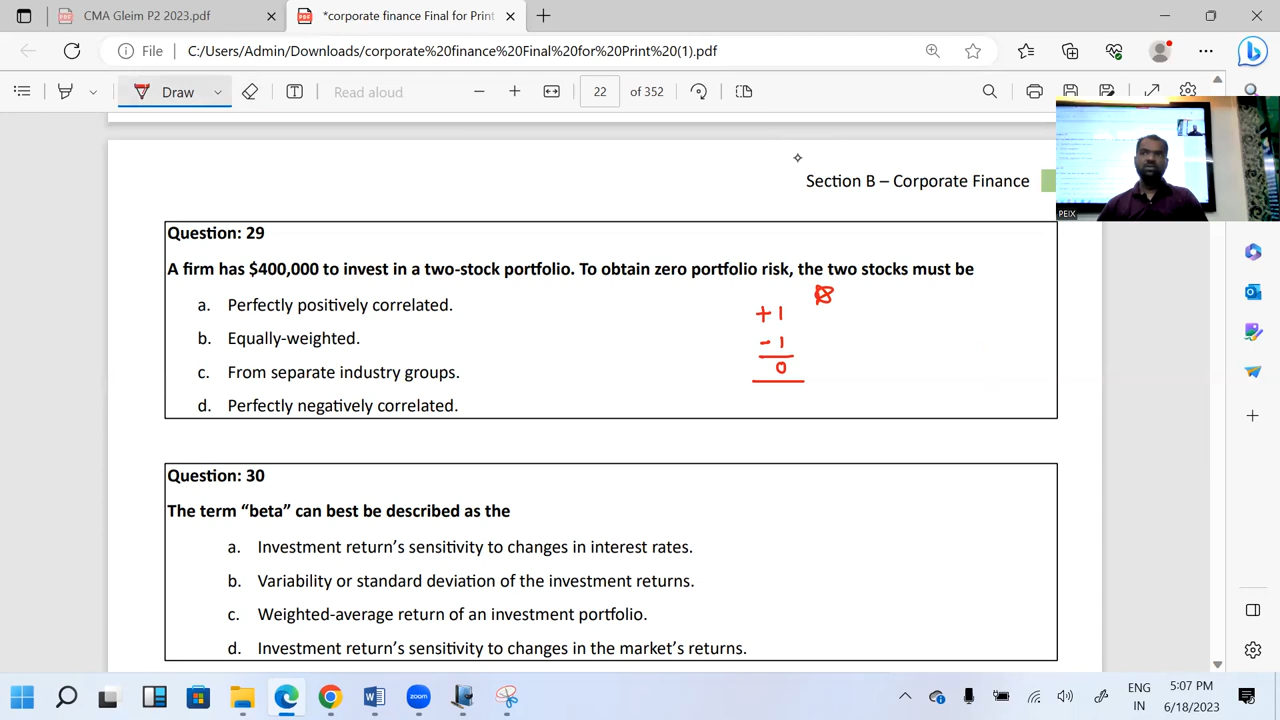 CMA Gleim P2 2023.pdf
*corporate finance Final for Print
File
C:/Users/Admin/Downloads/corporate%20finance%20Final%20for%20Print%20(1).pdf
Draw
Read aloud
22
of 352
PEIX
Section B – Corporate Finance
Question: 29
A firm has $400,000 to invest in a two-stock portfolio. To obtain zero portfolio risk, the two stocks must be
a. Perfectly positively correlated.
b. Equally-weighted.
c. From separate industry groups.
d. Perfectly negatively correlated.
+1
-1
0
Question: 30
The term “beta” can best be described as the
a. Investment return’s sensitivity to changes in interest rates.
b. Variability or standard deviation of the investment returns.
c. Weighted-average return of an investment portfolio.
d. Investment return’s sensitivity to changes in the market’s returns.
zoom
ENG
IN
5:07 PM
6/18/2023